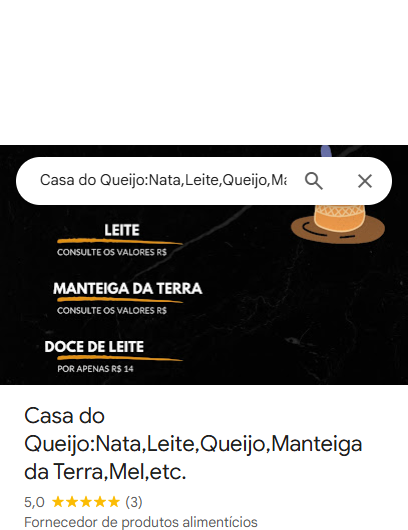 Casa do Queijo:Nata,Leite,Queijo,Ma
LEITE
CONSULTE OS VALORES R$
MANTEIGA DA TERRA
CONSULTE OS VALORES R$
DOCE DE LEITE
POR APENAS R$ 14
Casa do
Queijo:Nata,Leite,Queijo,Manteiga
da Terra,Mel,etc.
5,0 ★★★★★ (3)
Fornecedor de produtos alimentícios